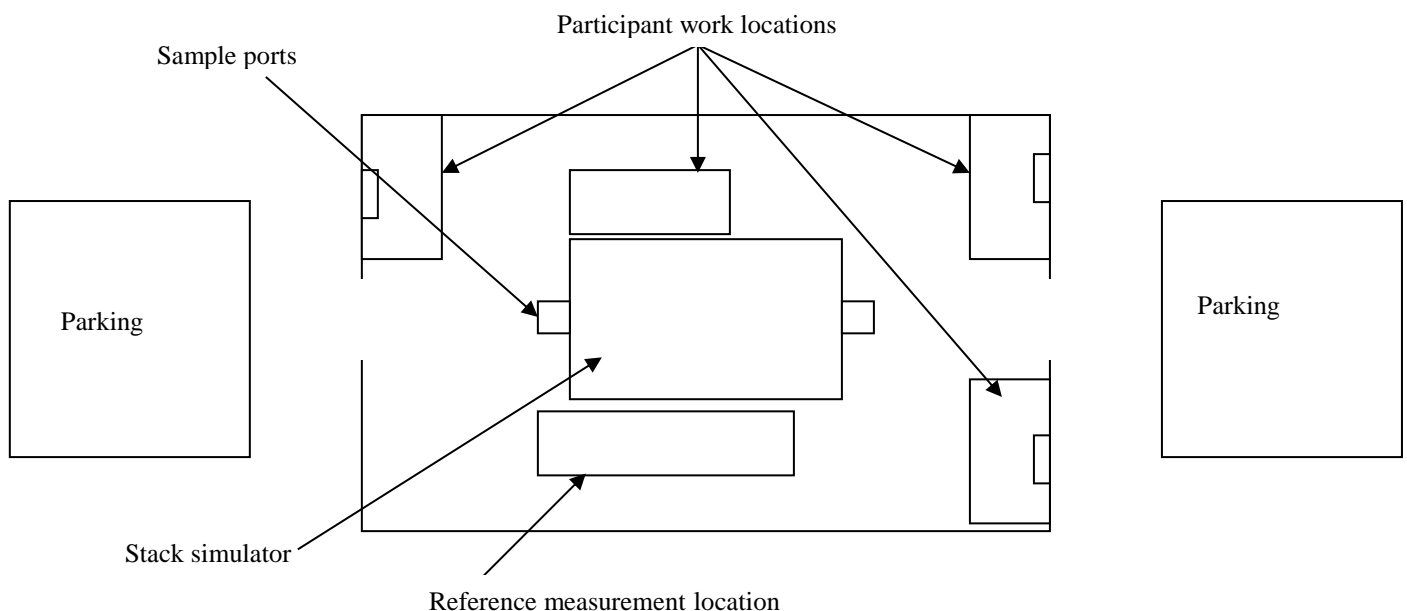 Participant work locations
Sample ports
Parking
Parking
Stack simulator
Reference measurement location